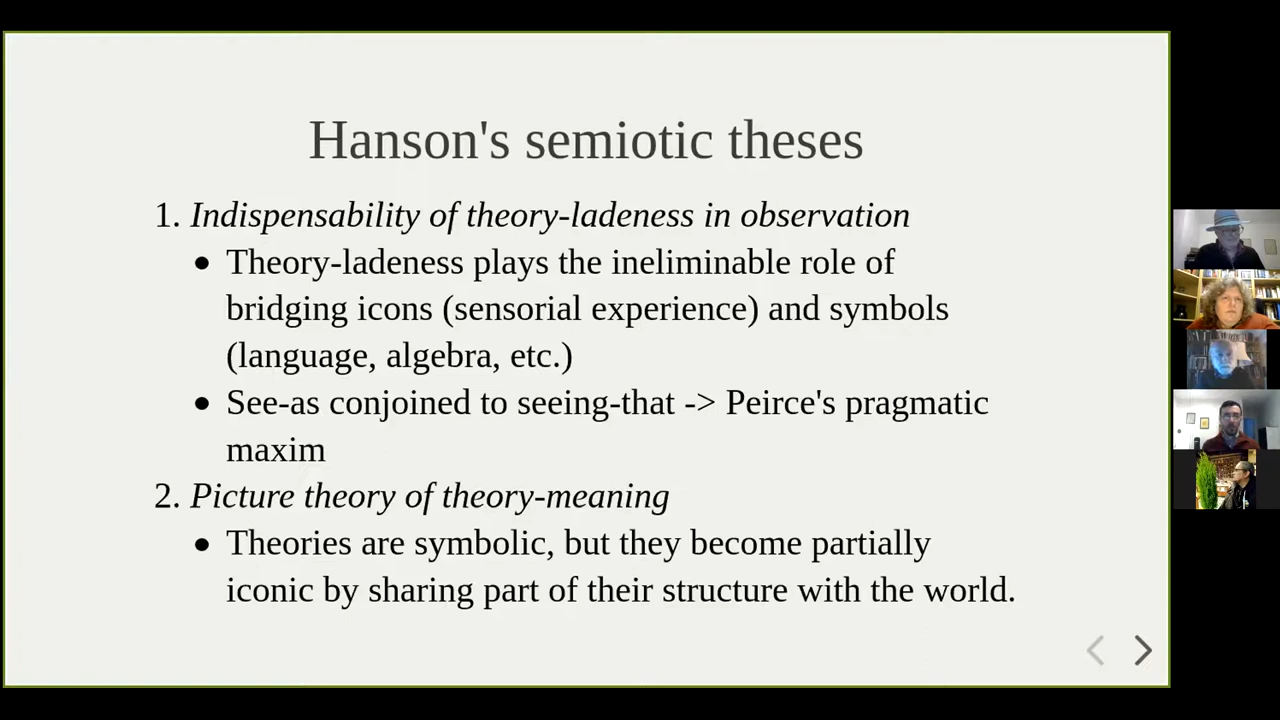 Hanson's semiotic theses
1. Indispensability of theory-ladeness in observation
● Theory-ladeness plays the ineliminable role of
bridging icons (sensorial experience) and symbols
(language, algebra, etc.)
● See-as conjoined to seeing-that -> Peirce's pragmatic
maxim
2. Picture theory of theory-meaning
● Theories are symbolic, but they become partially
iconic by sharing part of their structure with the world.